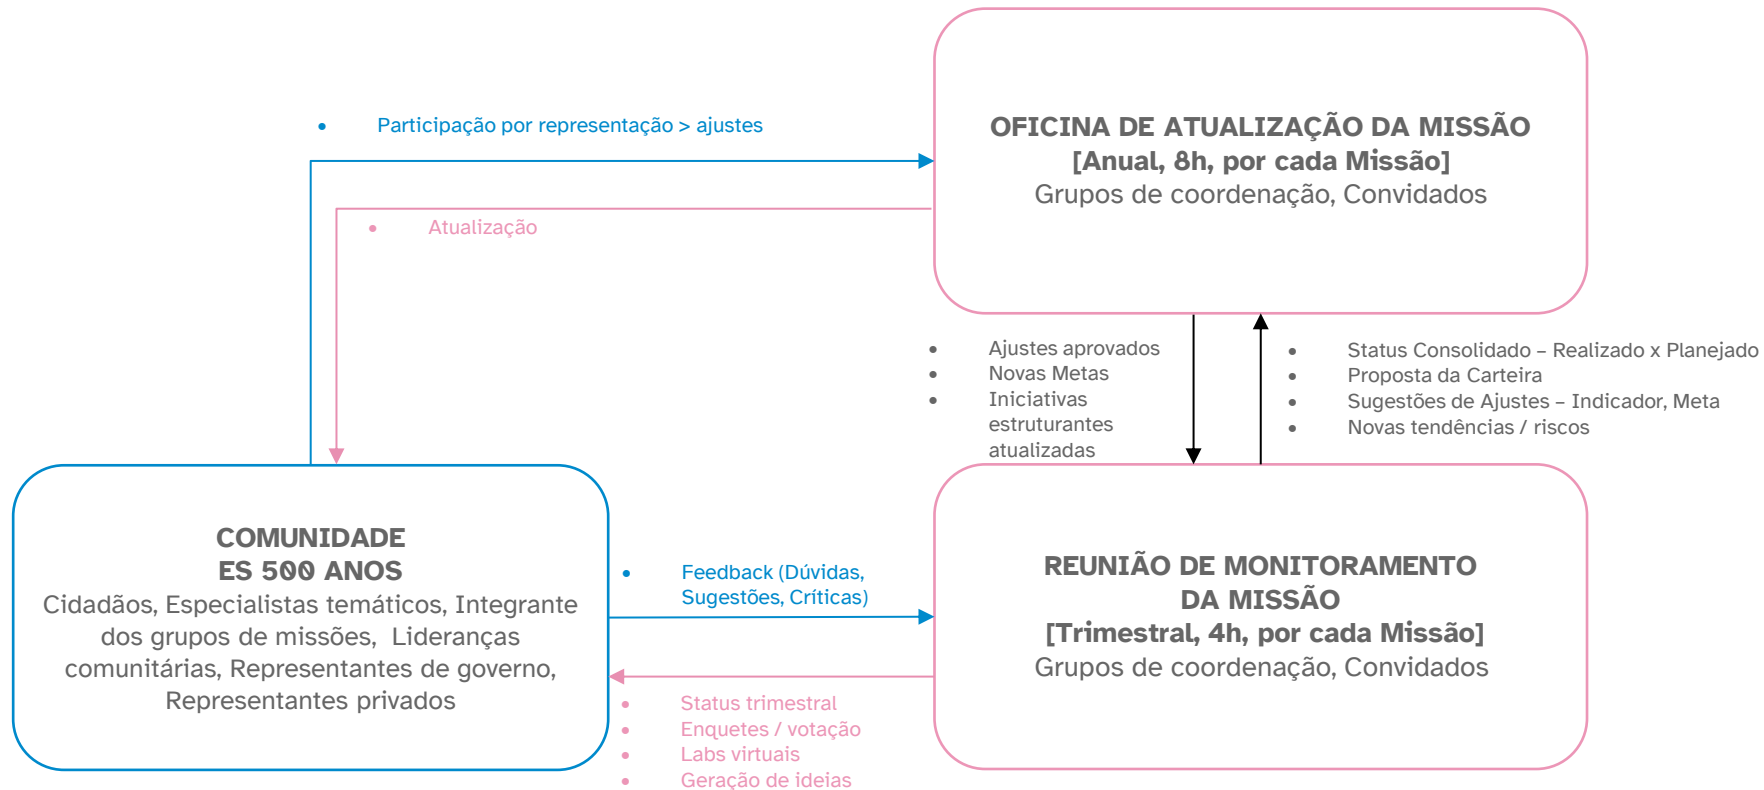 • Participação por representação > ajustes
• Atualização
OFICINA DE ATUALIZAÇÃO DA MISSÃO
[Anual, 8h, por cada Missão]
Grupos de coordenação, Convidados
• Ajustes aprovados
• Novas Metas
• Iniciativas
estruturantes
atualizadas
• Status Consolidado – Realizado x Planejado
• Proposta da Carteira
• Sugestões de Ajustes – Indicador, Meta
• Novas tendências / riscos
COMUNIDADE
ES 500 ANOS
Cidadãos, Especialistas temáticos, Integrante
dos grupos de missões, Lideranças
comunitárias, Representantes de governo,
Representantes privados
• Feedback (Dúvidas,
Sugestões, Críticas)
• Status trimestral
• Enquetes / votação
• Labs virtuais
• Geração de ideias
REUNIÃO DE MONITORAMENTO
DA MISSÃO
[Trimestral, 4h, por cada Missão]
Grupos de coordenação, Convidados